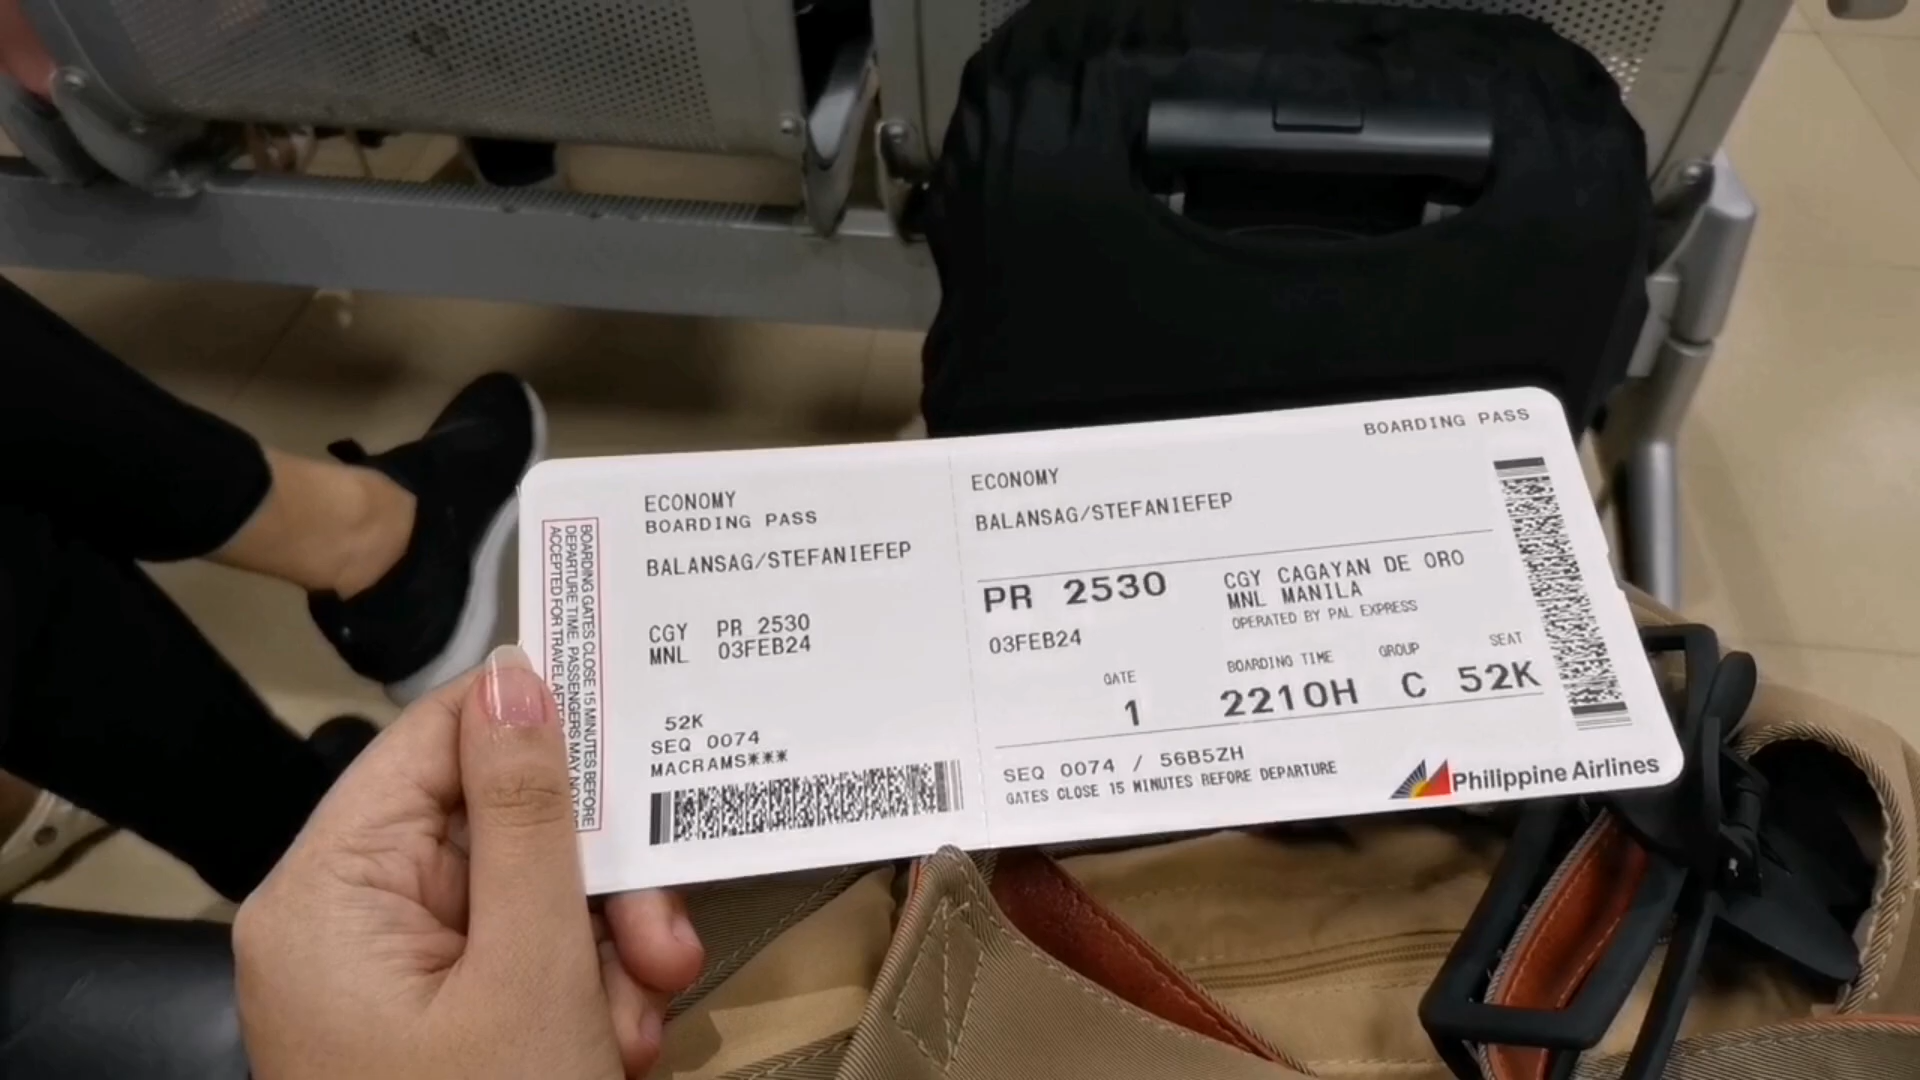 BOARDING GATES CLOSE 15 MINUTES BEFORE
DEPARTURE TIME. PASSENGERS MAY NOT BE
ACCEPTED FOR TRAVEL
ECONOMY
BOARDING PASS
BALANSAG/STEFANIEFEP
CGY PR 2530
MNL 03FEB24
52K
SEQ 0074
MACRAMS***
BOARDING PASS
ECONOMY
BALANSAG/STEFANIEFEP
PR 2530
CGY CAGAYAN DE ORO
MNL MANILA
OPERATED BY PAL EXPRESS
03FEB24
GATE BOARDING TIME GROUP SEAT
1 2210H C 52K
SEQ 0074 / 56B5ZH
GATES CLOSE 15 MINUTES BEFORE DEPARTURE
Philippine Airlines